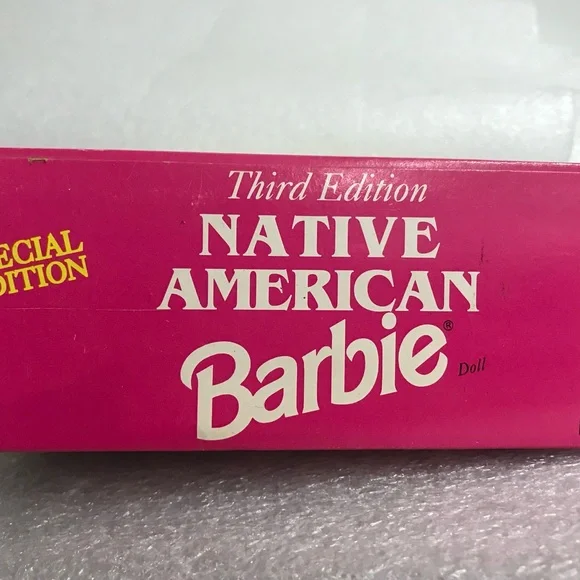 Third Edition
NATIVE
AMERICAN
Barbie® Doll
ECIAL
DITION